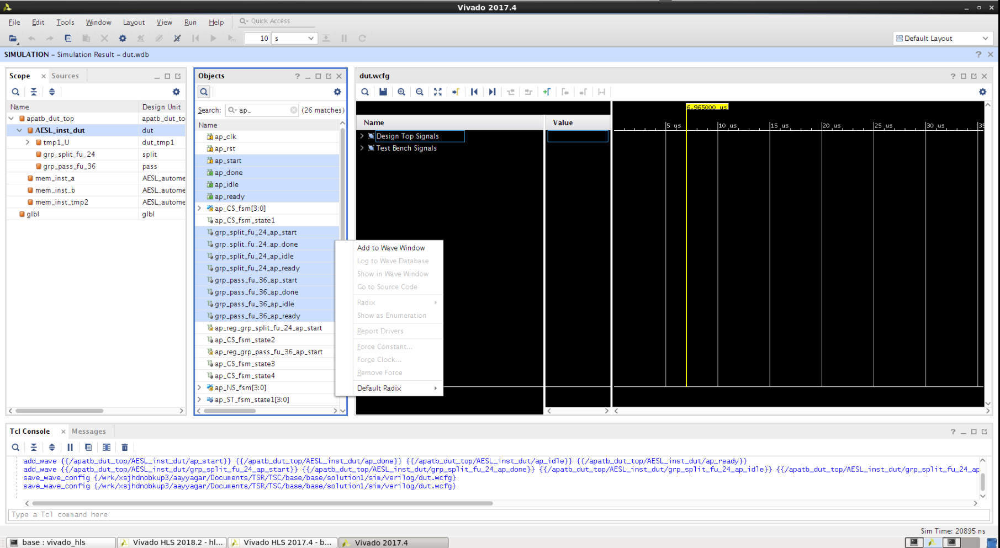 Vivado 2017.4
File Edit Tools Window Layout View Run Help Quick Access
10 s Default Layout
SIMULATION – Simulation Result – dut.wdb
Scope Sources
Name Design Unit
apatb_dut_top apatb_dut_to
AESL_inst_dut dut
tmp1_U dut_tmp1
grp_split_fu_24 split
grp_pass_fu_36 pass
mem_inst_a AESL_autome
mem_inst_b AESL_autome
mem_inst_tmp2 AESL_autome
glbl glbl
Objects
Search: ap_ (26 matches)
Name
ap_clk
ap_rst
ap_start
ap_done
ap_idle
ap_ready
ap_CS_fsm[3:0]
ap_CS_fsm_state1
grp_split_fu_24_ap_start
grp_split_fu_24_ap_done
grp_split_fu_24_ap_idle
grp_split_fu_24_ap_ready
grp_pass_fu_36_ap_start
grp_pass_fu_36_ap_done
grp_pass_fu_36_ap_idle
grp_pass_fu_36_ap_ready
ap_reg_grp_split_fu_24_ap_start
ap_CS_fsm_state2
ap_reg_grp_pass_fu_36_ap_start
ap_CS_fsm_state3
ap_CS_fsm_state4
ap_NS_fsm[3:0]
ap_ST_fsm_state1[3:0]
Add to Wave Window
Log to Wave Database
Show in Wave Window
Go to Source Code
Radix
Show as Enumeration
Report Drivers
Force Constant...
Force Clock...
Remove Force
Default Radix
dut.wcfg
Name Value
Design Top Signals
Test Bench Signals
6.965000 us
5 us 10 us 15 us 20 us 25 us 30 us 35
Tcl Console Messages
add_wave {{/apatb_dut_top/AESL_inst_dut/ap_start}} {{/apatb_dut_top/AESL_inst_dut/ap_done}} {{/apatb_dut_top/AESL_inst_dut/ap_idle}} {{/apatb_dut_top/AESL_inst_dut/ap_ready}}
add_wave {{/apatb_dut_top/AESL_inst_dut/grp_split_fu_24_ap_start}} {{/apatb_dut_top/AESL_inst_dut/grp_split_fu_24_ap_done}} {{/apatb_dut_top/AESL_inst_dut/grp_split_fu_24_ap_idle}} {{/apatb_dut_top/AESL_inst_dut/grp_split_fu_24_ap
save_wave_config {/wrk/xsjhdnobkup3/aayyagar/Documents/TSR/TSC/base/base/solution1/sim/verilog/dut.wcfg}
save_wave_config {/wrk/xsjhdnobkup3/aayyagar/Documents/TSR/TSC/base/base/solution1/sim/verilog/dut.wcfg}
Type a Tcl command here
Sim Time: 20895 ns
base : vivado_hls Vivado HLS 2018.2 - hl... Vivado HLS 2017.4 - b... Vivado 2017.4